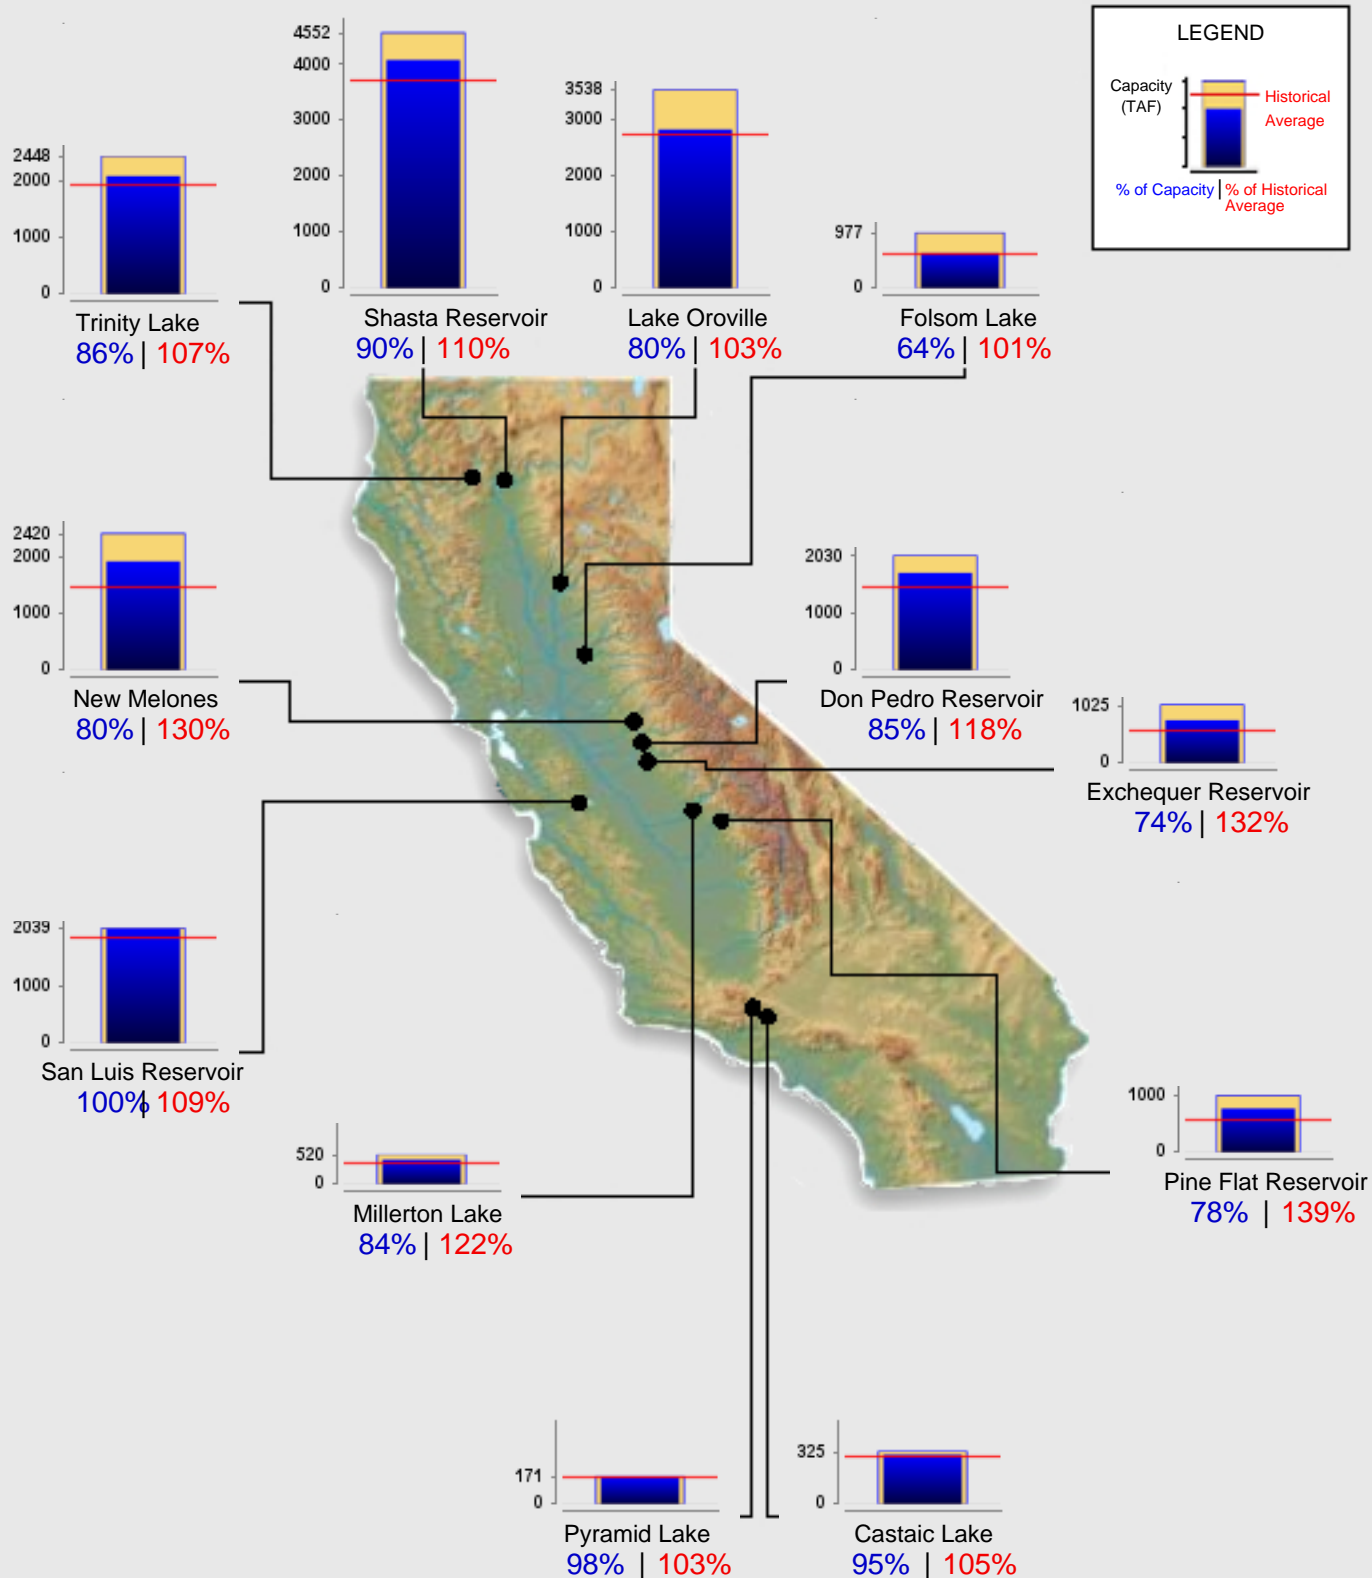 LEGEND
Capacity
(TAF)
Historical
Average
% of Capacity | % of Historical
Average
4552
4000
3000
2000
1000
0
Shasta Reservoir
90% | 110%
3538
3000
2000
1000
0
Lake Oroville
80% | 103%
2448
2000
1000
0
Trinity Lake
86% | 107%
977
0
Folsom Lake
64% | 101%
2420
2000
1000
0
New Melones
80% | 130%
2030
1000
0
Don Pedro Reservoir
85% | 118%
1025
0
Exchequer Reservoir
74% | 132%
2039
1000
0
San Luis Reservoir
100% | 109%
520
0
Millerton Lake
84% | 122%
1000
0
Pine Flat Reservoir
78% | 139%
171
0
Pyramid Lake
98% | 103%
325
0
Castaic Lake
95% | 105%